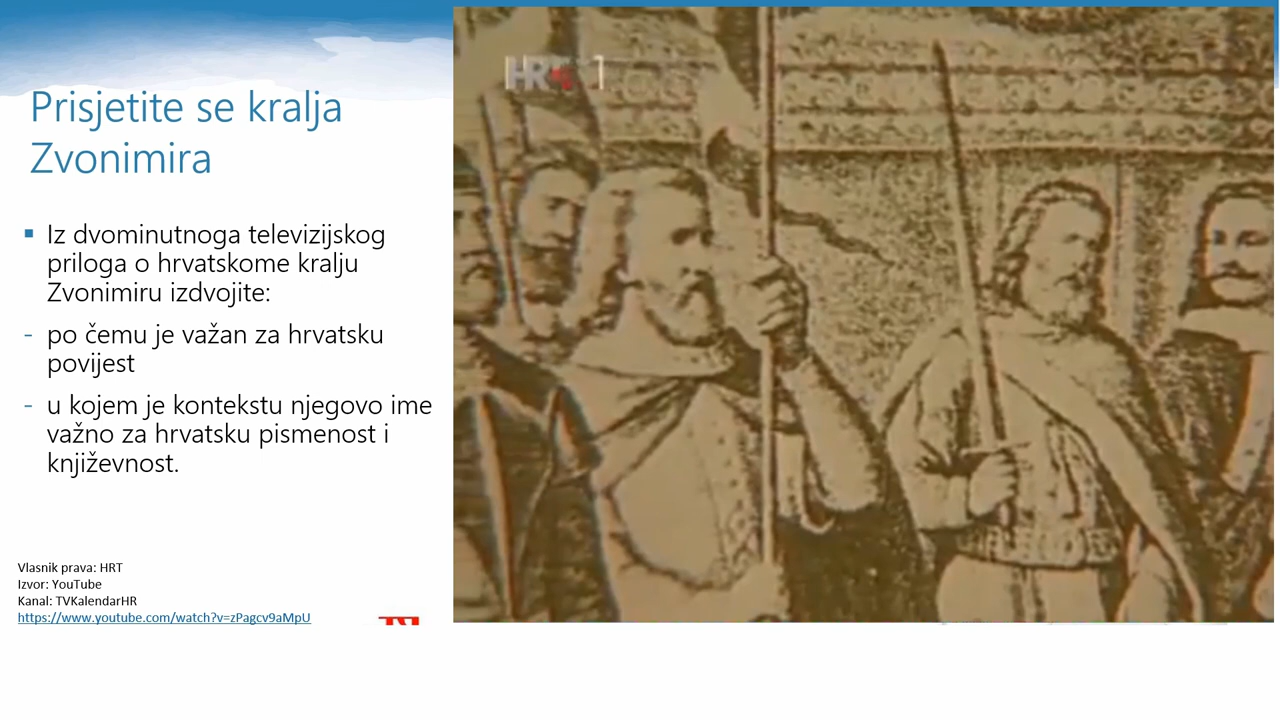 Prisjetite se kralja
Zvonimira
Iz dvominutnoga televizijskog
priloga o hrvatskome kralju
Zvonimiru izdvojite:
- po čemu je važan za hrvatsku
povijest
- u kojem je kontekstu njegovo ime
važno za hrvatsku pismenost i
književnost.
Vlasnik prava: HRT
Izvor: YouTube
Kanal: TVKalendarHR
https://www.youtube.com/watch?v=zPagcv9aMpU
HRT 1